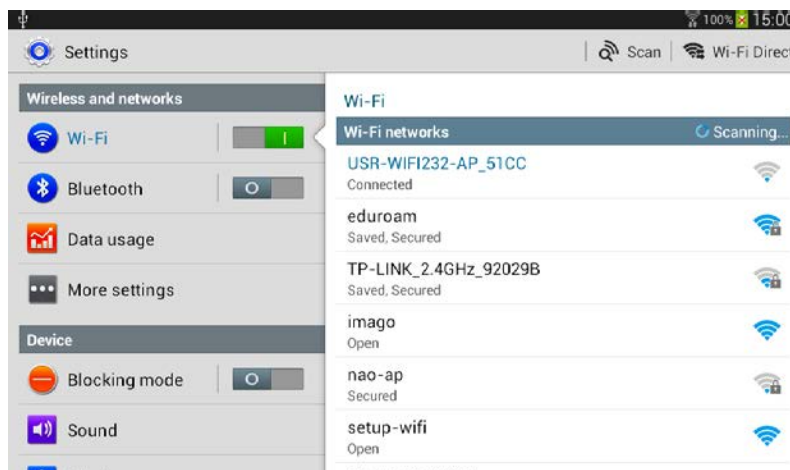 100% 15:00
Settings
Scan
Wi-Fi Direct
Wireless and networks
Wi-Fi
Bluetooth
Data usage
More settings
Device
Blocking mode
Sound
Wi-Fi
Wi-Fi networks
Scanning...
USR-WIFI232-AP_51CC
Connected
eduroam
Saved, Secured
TP-LINK_2.4GHz_92029B
Saved, Secured
imago
Open
nao-ap
Secured
setup-wifi
Open